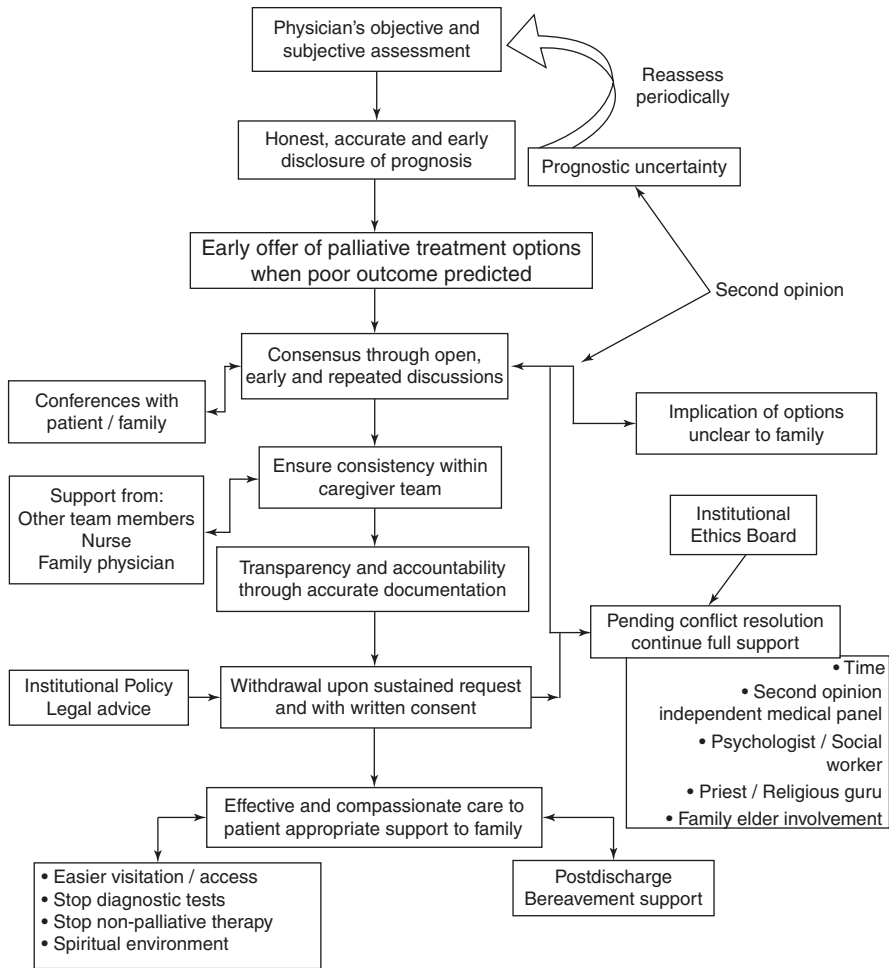 Physician's objective and
subjective assessment
Reassess
periodically
Honest, accurate and early
disclosure of prognosis
Prognostic uncertainty
Early offer of palliative treatment options
when poor outcome predicted
Second opinion
Consensus through open,
early and repeated discussions
Conferences with
patient / family
Implication of options
unclear to family
Ensure consistency within
caregiver team
Support from:
Other team members
Nurse
Family physician
Institutional
Ethics Board
Transparency and accountability
through accurate documentation
Pending conflict resolution
continue full support
• Time
• Second opinion
independent medical panel
• Psychologist / Social
worker
• Priest / Religious guru
• Family elder involvement
Institutional Policy
Legal advice
Withdrawal upon sustained request
and with written consent
Effective and compassionate care to
patient appropriate support to family
• Easier visitation / access
• Stop diagnostic tests
• Stop non-palliative therapy
• Spiritual environment
Postdischarge
Bereavement support